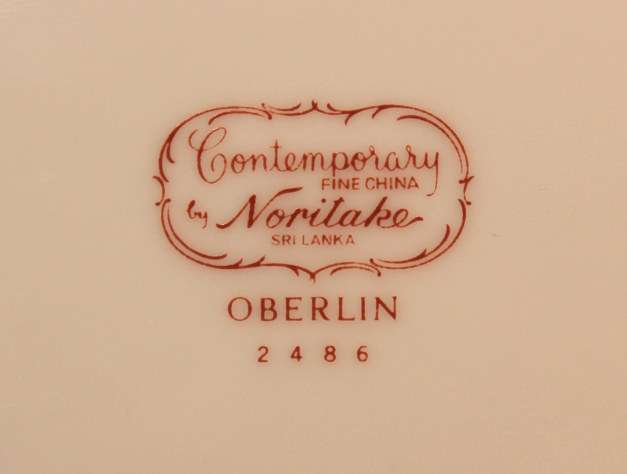 Contemporary
FINE CHINA
by Noritake
SRI LANKA
OBERLIN
2486